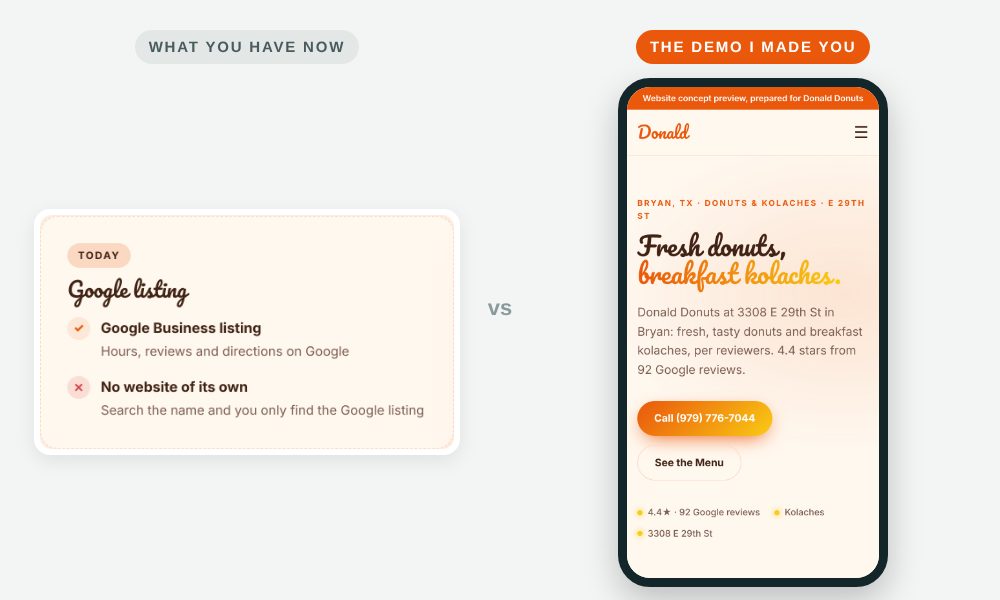 WHAT YOU HAVE NOW
TODAY
Google listing
Google Business listing
Hours, reviews and directions on Google
No website of its own
Search the name and you only find the Google listing
vs
THE DEMO I MADE YOU
Website concept preview, prepared for Donald Donuts
Donald
BRYAN, TX · DONUTS & KOLACHES · E 29TH
ST
Fresh donuts,
breakfast kolaches.
Donald Donuts at 3308 E 29th St in
Bryan: fresh, tasty donuts and breakfast
kolaches, per reviewers. 4.4 stars from
92 Google reviews.
Call (979) 776-7044
See the Menu
4.4★ · 92 Google reviews
Kolaches
3308 E 29th St